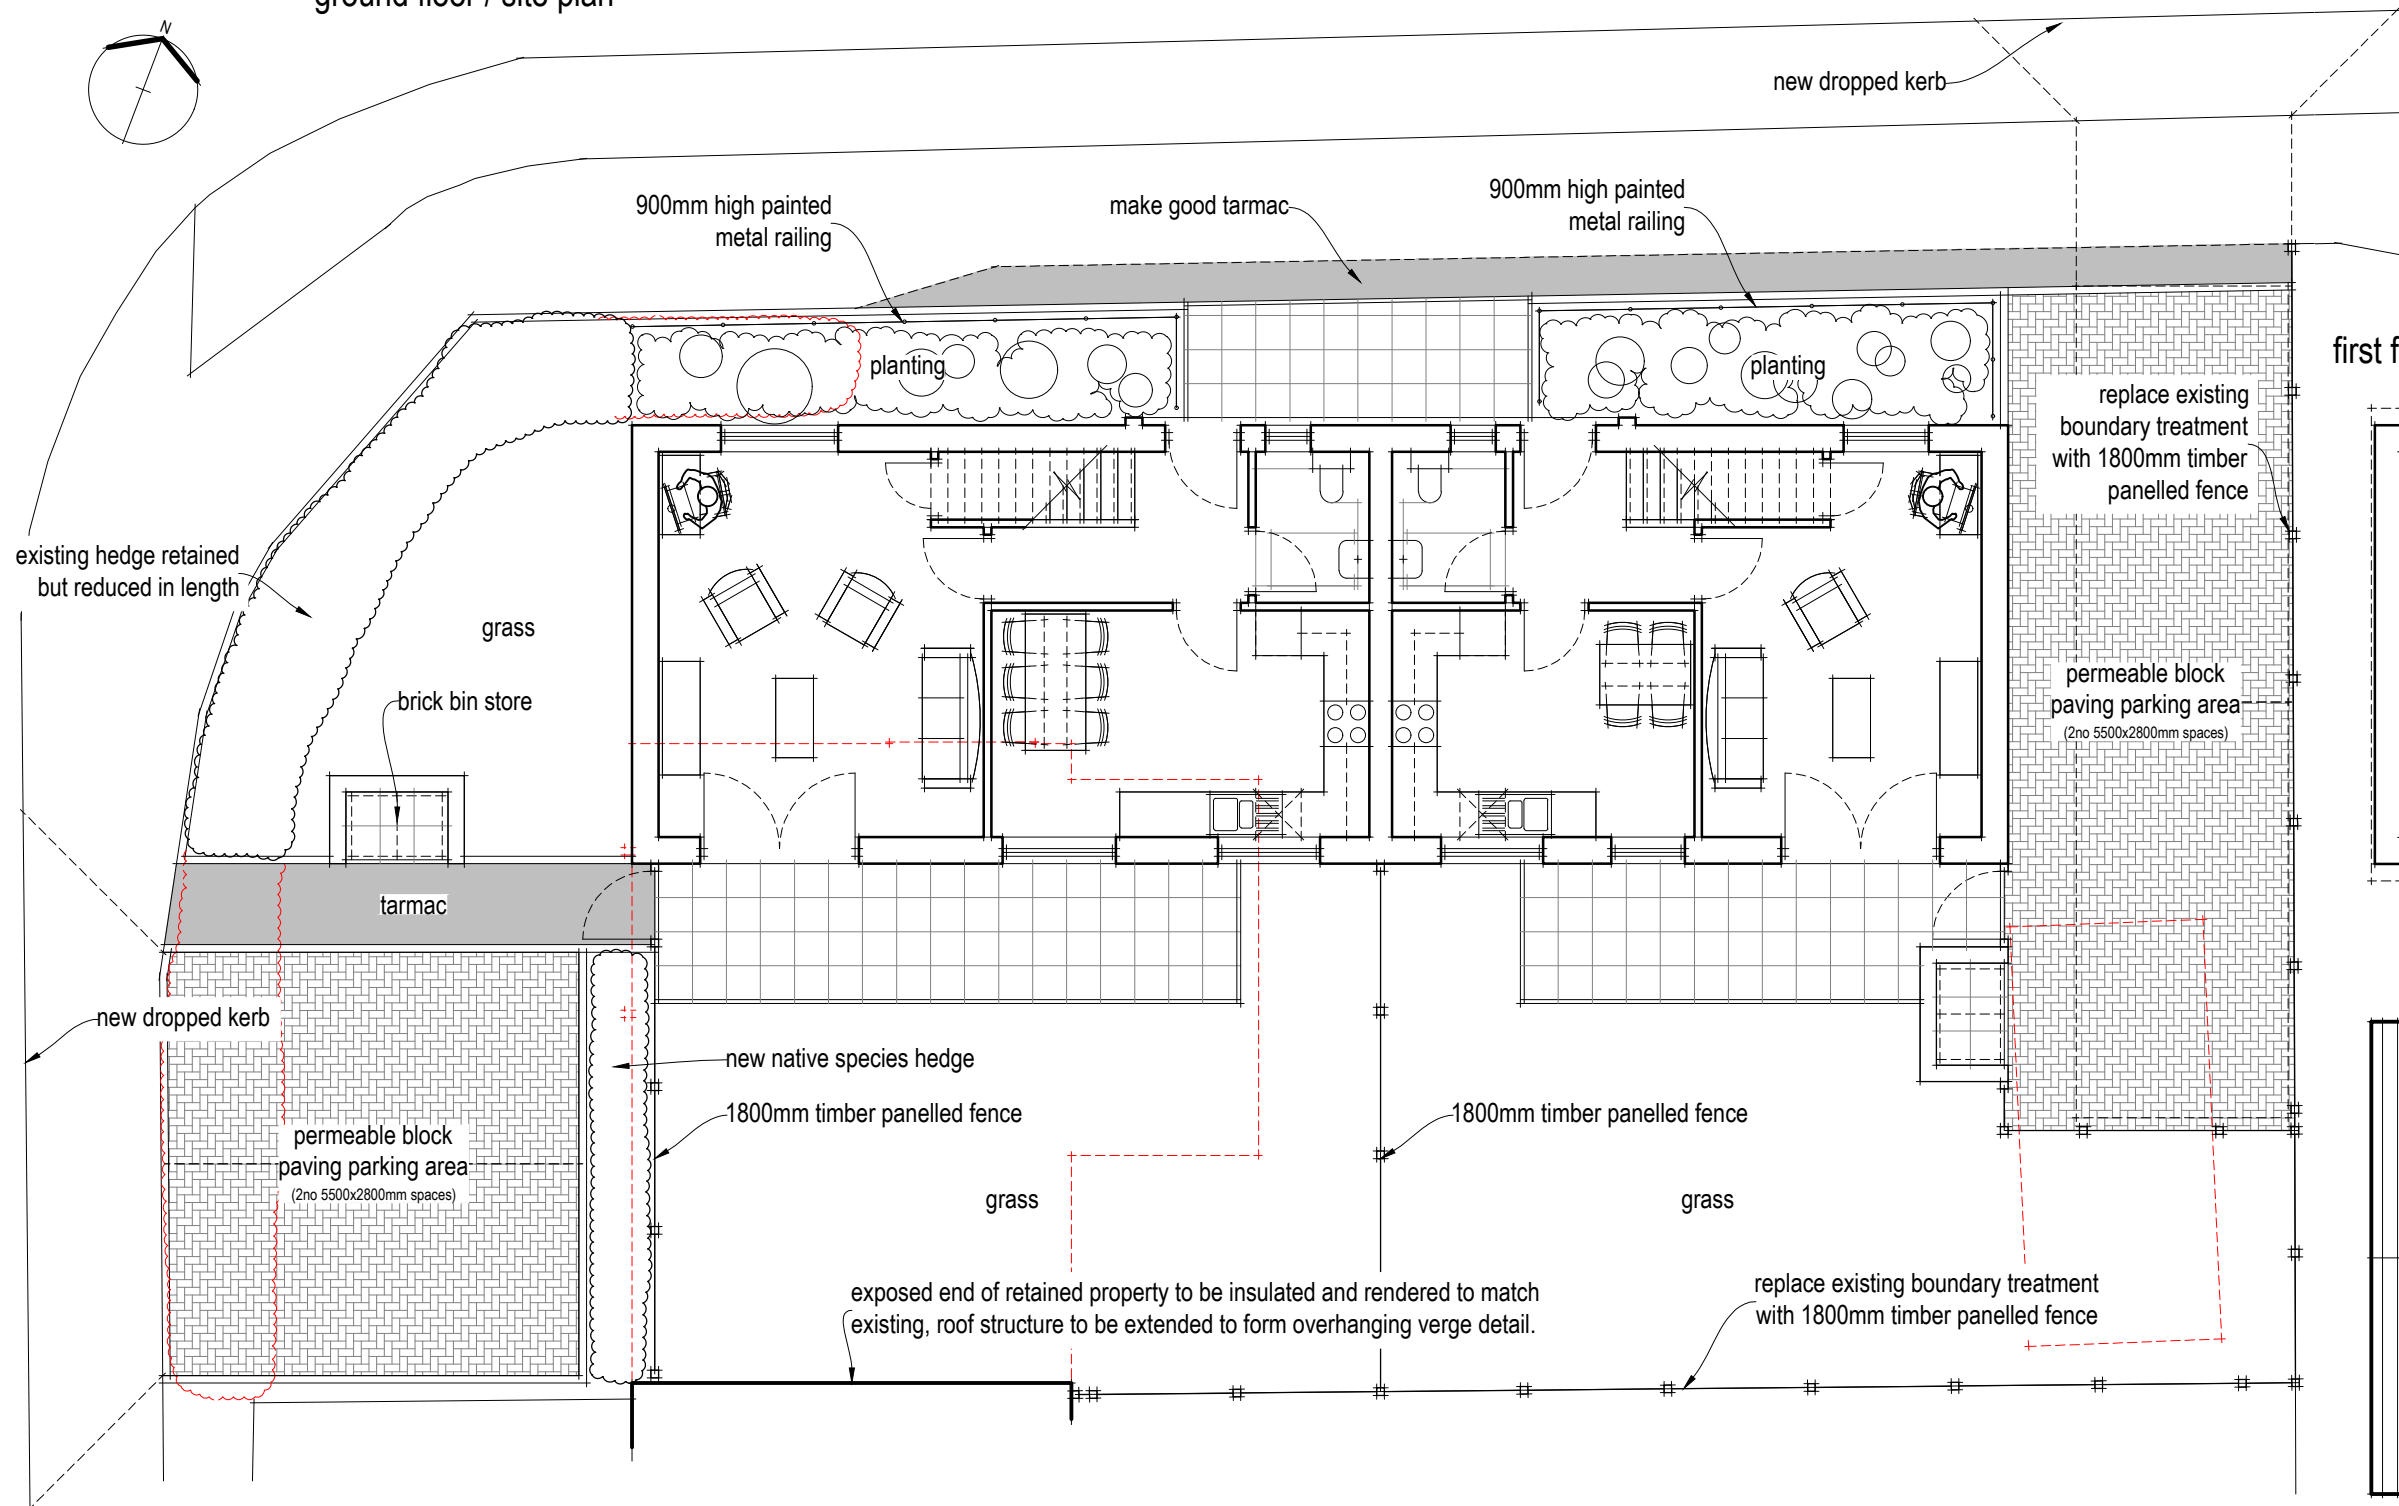 ground floor / site plan
N
new dropped kerb
900mm high painted
metal railing
make good tarmac
900mm high painted
metal railing
planting
planting
first f
replace existing
boundary treatment
with 1800mm timber
panelled fence
existing hedge retained
but reduced in length
grass
brick bin store
permeable block
paving parking area
(2no 5500x2800mm spaces)
tarmac
new dropped kerb
new native species hedge
1800mm timber panelled fence
1800mm timber panelled fence
permeable block
paving parking area
(2no 5500x2800mm spaces)
grass
grass
exposed end of retained property to be insulated and rendered to match
existing, roof structure to be extended to form overhanging verge detail.
replace existing boundary treatment
with 1800mm timber panelled fence